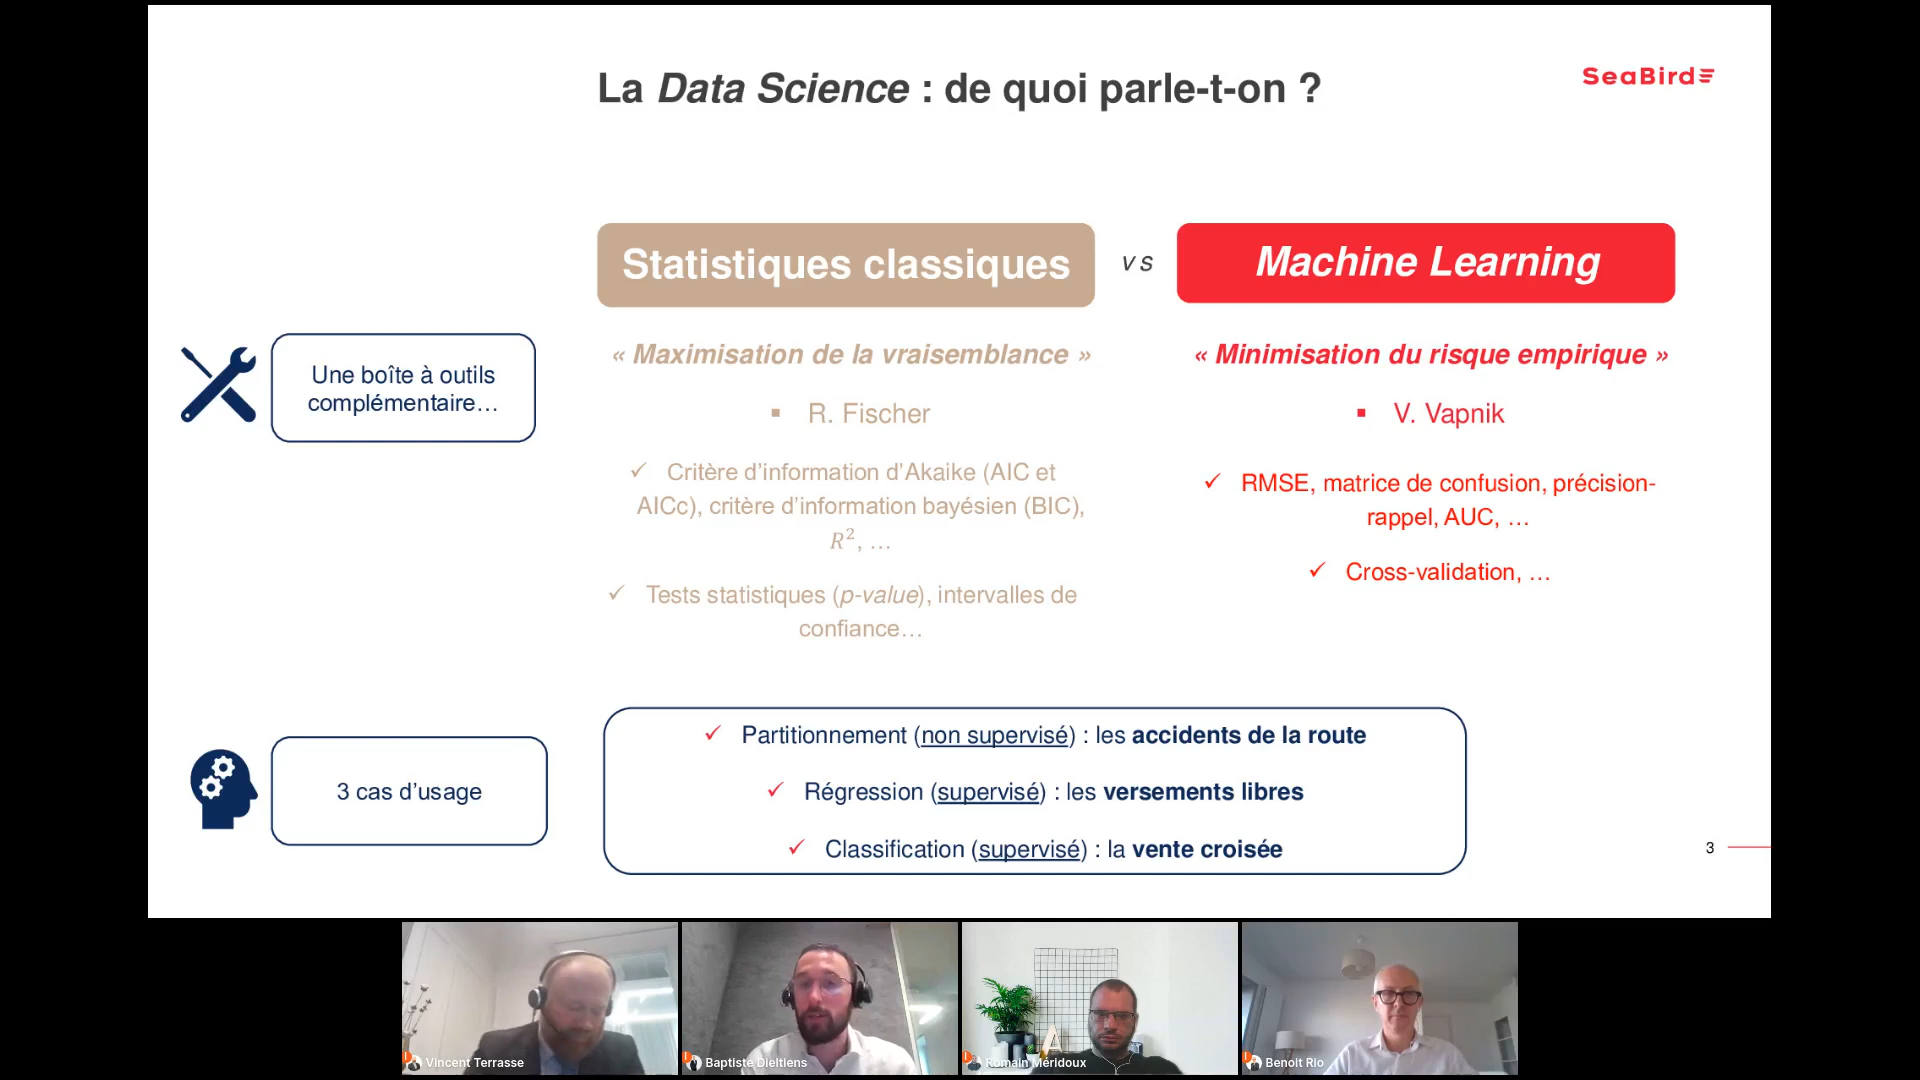 La Data Science : de quoi parle-t-on ?
SeaBird
Statistiques classiques
vs
Machine Learning
Une boîte à outils
complémentaire…
« Maximisation de la vraisemblance »
▪ R. Fischer
✓ Critère d’information d’Akaike (AIC et
AICc), critère d’information bayésien (BIC),
R², …
✓ Tests statistiques (p-value), intervalles de
confiance…
« Minimisation du risque empirique »
▪ V. Vapnik
✓ RMSE, matrice de confusion, précision-
rappel, AUC, …
✓ Cross-validation, …
3 cas d’usage
✓ Partitionnement (non supervisé) : les accidents de la route
✓ Régression (supervisé) : les versements libres
✓ Classification (supervisé) : la vente croisée
3
Vincent Terrasse
Baptiste Dieltiens
Romain Méridoux
Benoit Rio